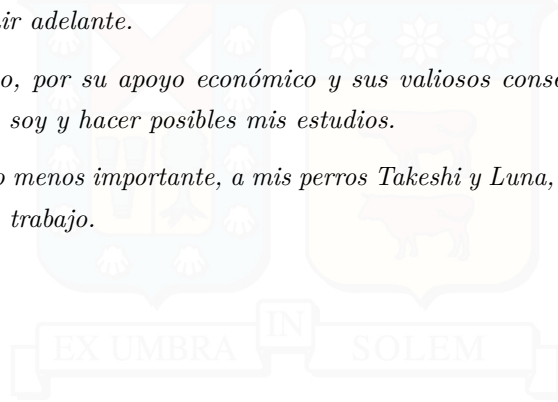 ir adelante.
o, por su apoyo económico y sus valiosos conse
soy y hacer posibles mis estudios.
o menos importante, a mis perros Takeshi y Luna,
trabajo.
IN
EX UMBRA SOLEM